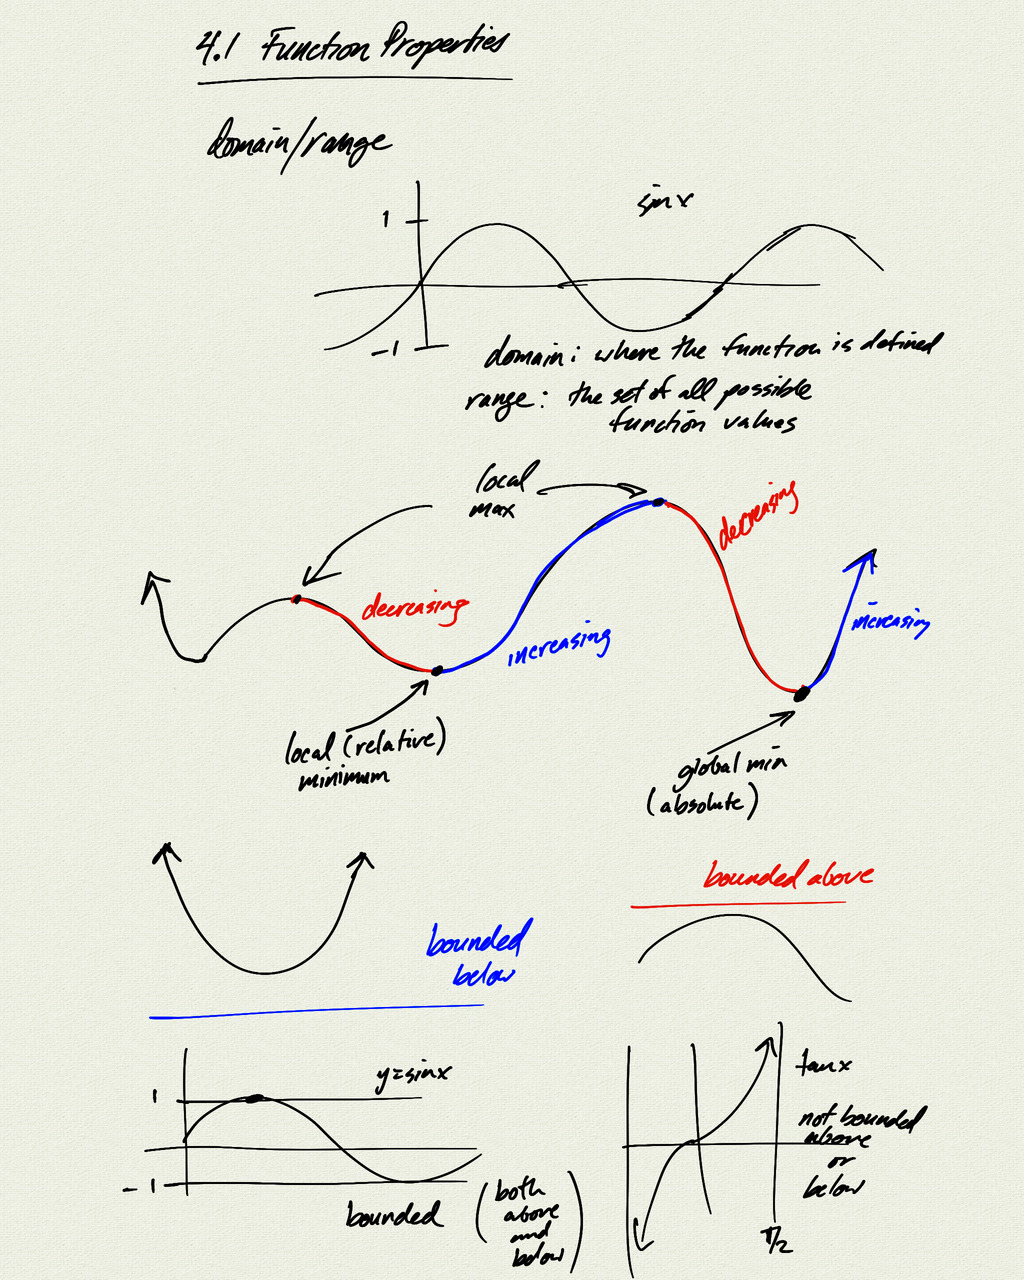 4.1 Function Properties
domain/range
sin x
1
-1
domain: where the function is defined
range: the set of all possible
function values
local
max
decreasing
decreasing
increasing
increasing
local (relative)
minimum
global min
(absolute)
bounded above
bounded
below
y=sinx
1
-1
bounded
(both
above
and
below)
tanx
not bounded
above
or
below
π/2